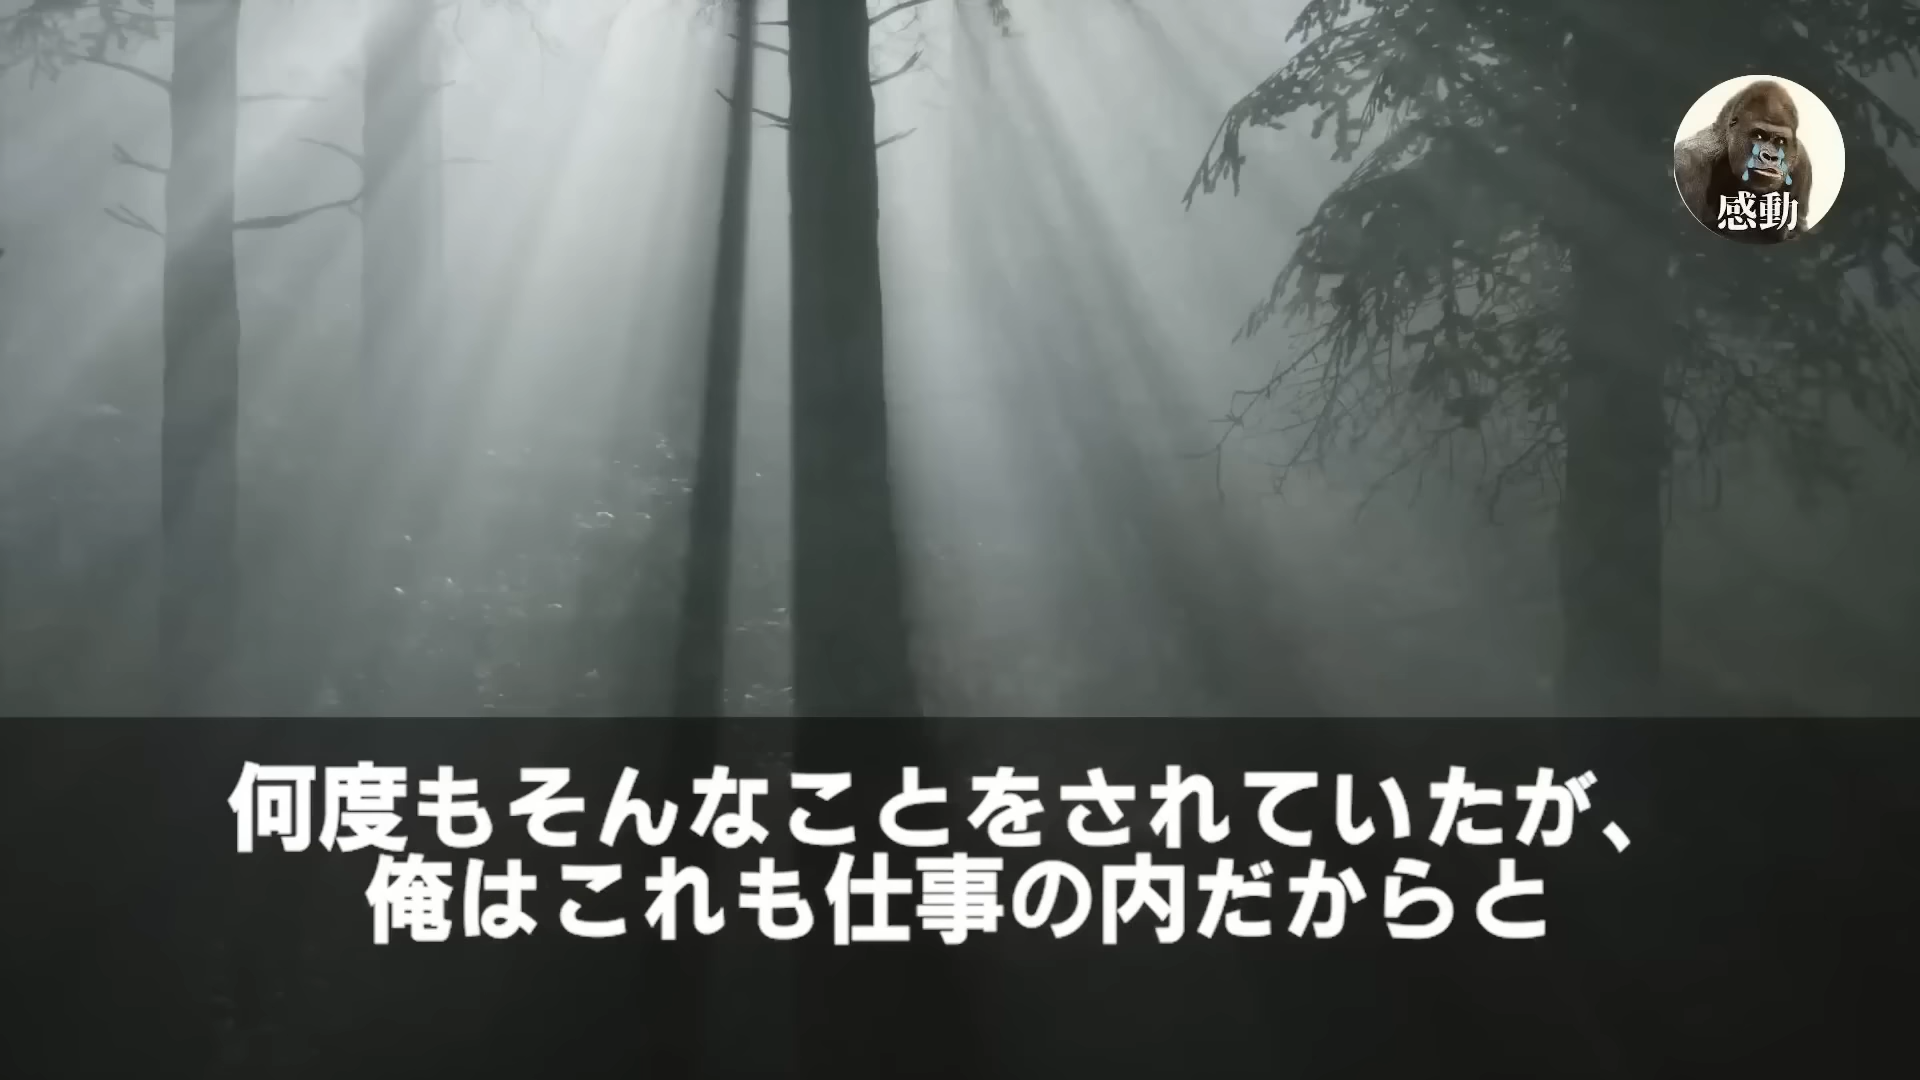 感動
何度もそんなことをされていたが、
俺はこれも仕事の内だからと